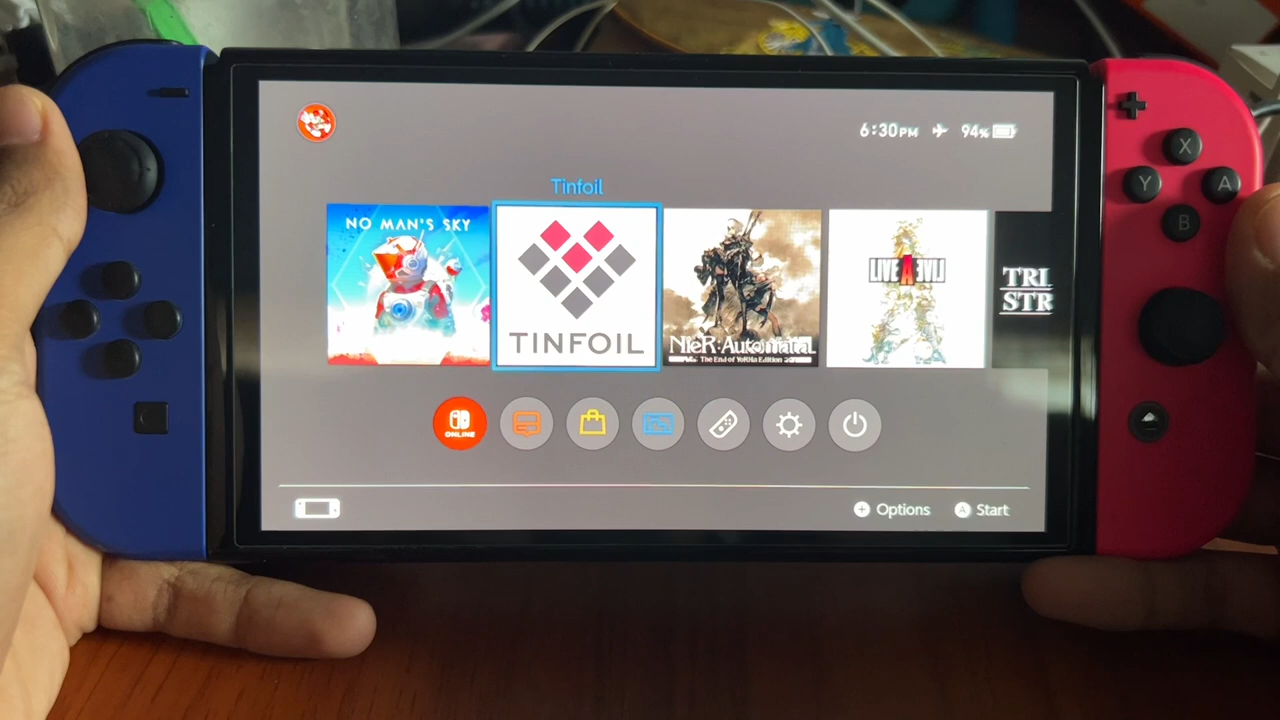 6:30PM 94%
Tinfoil
NO MAN'S SKY
TINFOIL
NieR:Automata
The End of YoRHa Edition
LIVE A LIVE
TRI
STR
ONLINE
Options
A Start
X
Y
A
B